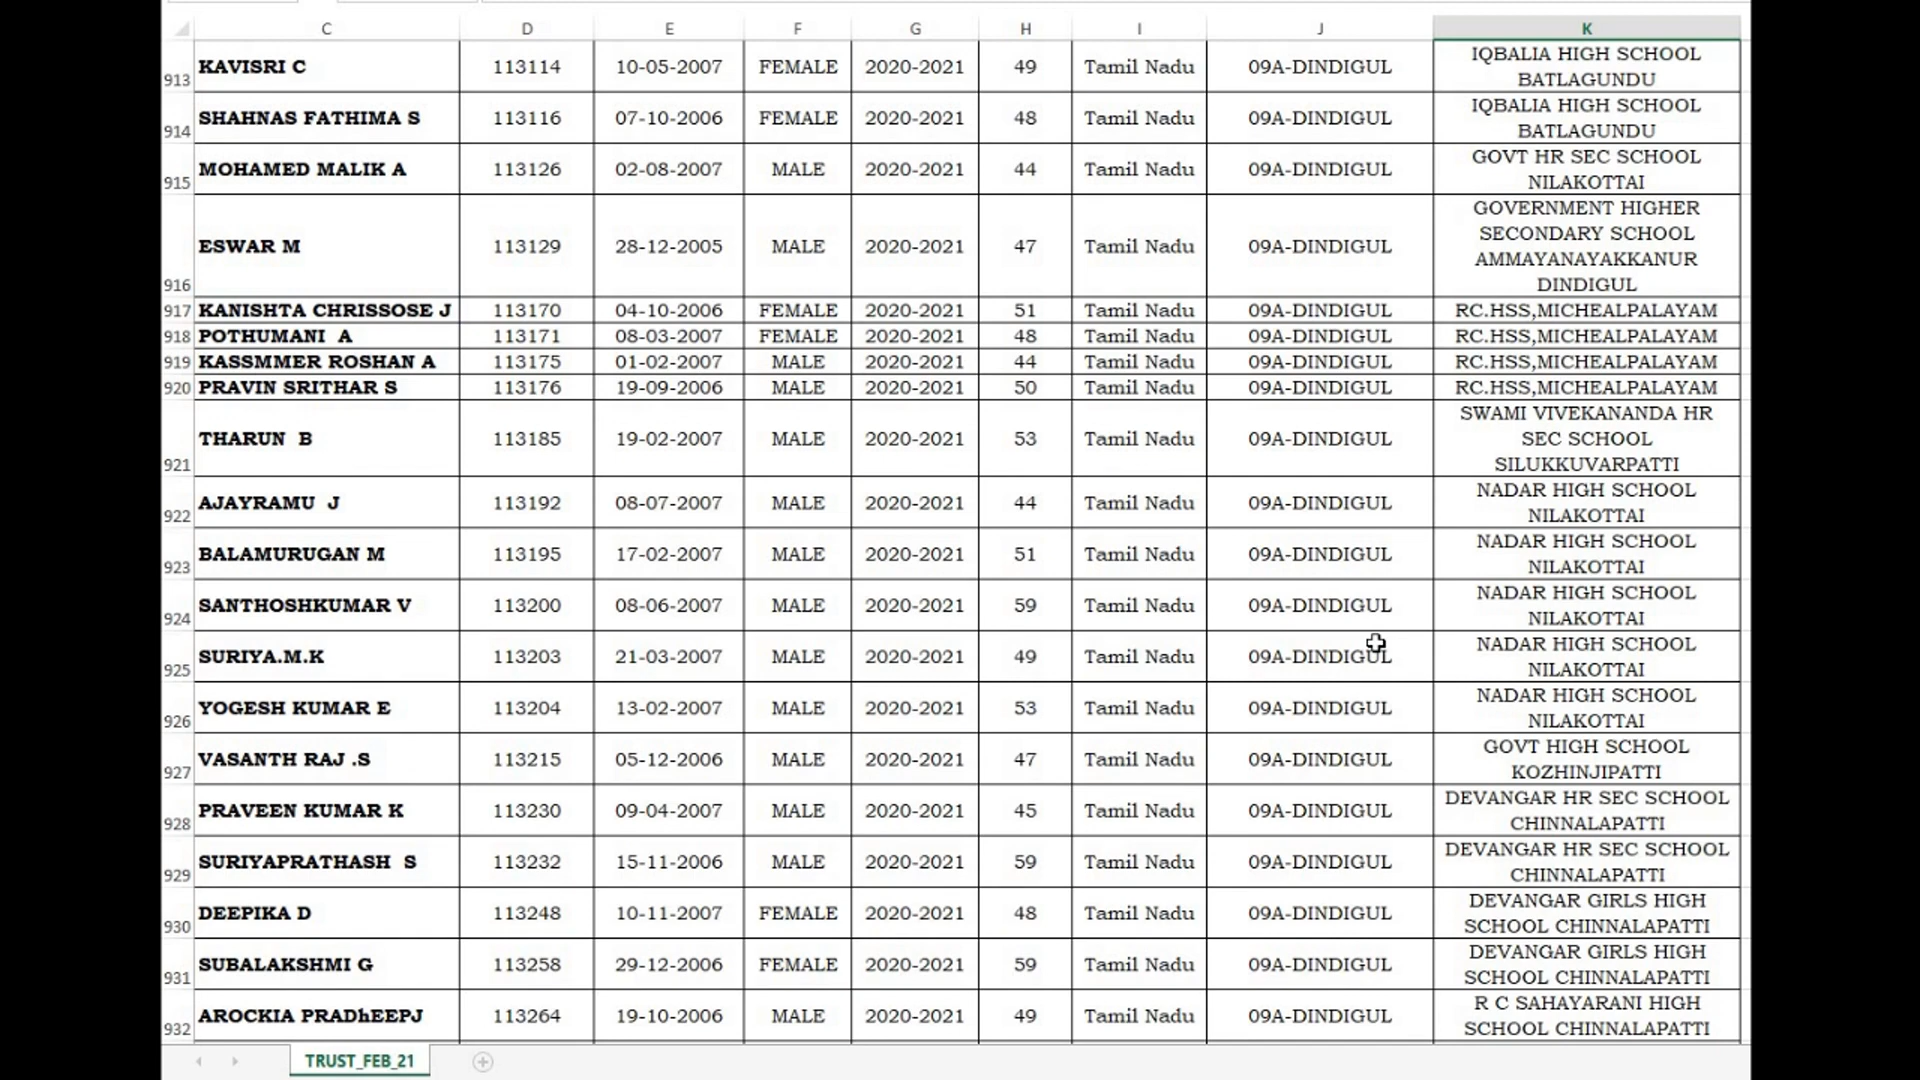 C D E F G H I J K
913 KAVISRI C 113114 10-05-2007 FEMALE 2020-2021 49 Tamil Nadu 09A-DINDIGUL IQBALIA HIGH SCHOOL
BATLAGUNDU
914 SHAHNAS FATHIMA S 113116 07-10-2006 FEMALE 2020-2021 48 Tamil Nadu 09A-DINDIGUL IQBALIA HIGH SCHOOL
BATLAGUNDU
915 MOHAMED MALIK A 113126 02-08-2007 MALE 2020-2021 44 Tamil Nadu 09A-DINDIGUL GOVT HR SEC SCHOOL
NILAKOTTAI
916 ESWAR M 113129 28-12-2005 MALE 2020-2021 47 Tamil Nadu 09A-DINDIGUL GOVERNMENT HIGHER
SECONDARY SCHOOL
AMMAYANAYAKKANUR
DINDIGUL
917 KANISHTA CHRISSOSE J 113170 04-10-2006 FEMALE 2020-2021 51 Tamil Nadu 09A-DINDIGUL RC.HSS,MICHEALPALAYAM
918 POTHUMANI A 113171 08-03-2007 FEMALE 2020-2021 48 Tamil Nadu 09A-DINDIGUL RC.HSS,MICHEALPALAYAM
919 KASSMMER ROSHAN A 113175 01-02-2007 MALE 2020-2021 44 Tamil Nadu 09A-DINDIGUL RC.HSS,MICHEALPALAYAM
920 PRAVIN SRITHAR S 113176 19-09-2006 MALE 2020-2021 50 Tamil Nadu 09A-DINDIGUL RC.HSS,MICHEALPALAYAM
921 THARUN B 113185 19-02-2007 MALE 2020-2021 53 Tamil Nadu 09A-DINDIGUL SWAMI VIVEKANANDA HR
SEC SCHOOL
SILUKKUVARPATTI
922 AJAYRAMU J 113192 08-07-2007 MALE 2020-2021 44 Tamil Nadu 09A-DINDIGUL NADAR HIGH SCHOOL
NILAKOTTAI
923 BALAMURUGAN M 113195 17-02-2007 MALE 2020-2021 51 Tamil Nadu 09A-DINDIGUL NADAR HIGH SCHOOL
NILAKOTTAI
924 SANTHOSHKUMAR V 113200 08-06-2007 MALE 2020-2021 59 Tamil Nadu 09A-DINDIGUL NADAR HIGH SCHOOL
NILAKOTTAI
925 SURIYA.M.K 113203 21-03-2007 MALE 2020-2021 49 Tamil Nadu 09A-DINDIGUL NADAR HIGH SCHOOL
NILAKOTTAI
926 YOGESH KUMAR E 113204 13-02-2007 MALE 2020-2021 53 Tamil Nadu 09A-DINDIGUL NADAR HIGH SCHOOL
NILAKOTTAI
927 VASANTH RAJ .S 113215 05-12-2006 MALE 2020-2021 47 Tamil Nadu 09A-DINDIGUL GOVT HIGH SCHOOL
KOZHINJIPATTI
928 PRAVEEN KUMAR K 113230 09-04-2007 MALE 2020-2021 45 Tamil Nadu 09A-DINDIGUL DEVANGAR HR SEC SCHOOL
CHINNALAPATTI
929 SURIYAPRATHASH S 113232 15-11-2006 MALE 2020-2021 59 Tamil Nadu 09A-DINDIGUL DEVANGAR HR SEC SCHOOL
CHINNALAPATTI
930 DEEPIKA D 113248 10-11-2007 FEMALE 2020-2021 48 Tamil Nadu 09A-DINDIGUL DEVANGAR GIRLS HIGH
SCHOOL CHINNALAPATTI
931 SUBALAKSHMI G 113258 29-12-2006 FEMALE 2020-2021 59 Tamil Nadu 09A-DINDIGUL DEVANGAR GIRLS HIGH
SCHOOL CHINNALAPATTI
932 AROCKIA PRADhEEPJ 113264 19-10-2006 MALE 2020-2021 49 Tamil Nadu 09A-DINDIGUL R C SAHAYARANI HIGH
SCHOOL CHINNALAPATTI
TRUST_FEB_21